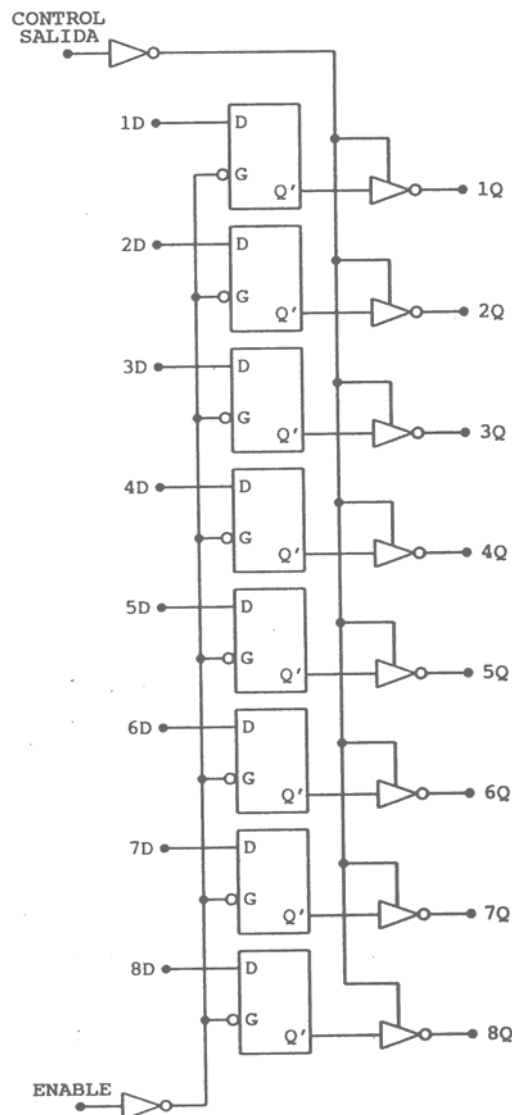 CONTROL
SALIDA
1D
D
G
Q'
1Q
2D
D
G
Q'
2Q
3D
D
G
Q'
3Q
4D
D
G
Q'
4Q
5D
D
G
Q'
5Q
6D
D
G
Q'
6Q
7D
D
G
Q'
7Q
8D
D
G
Q'
8Q
ENABLE